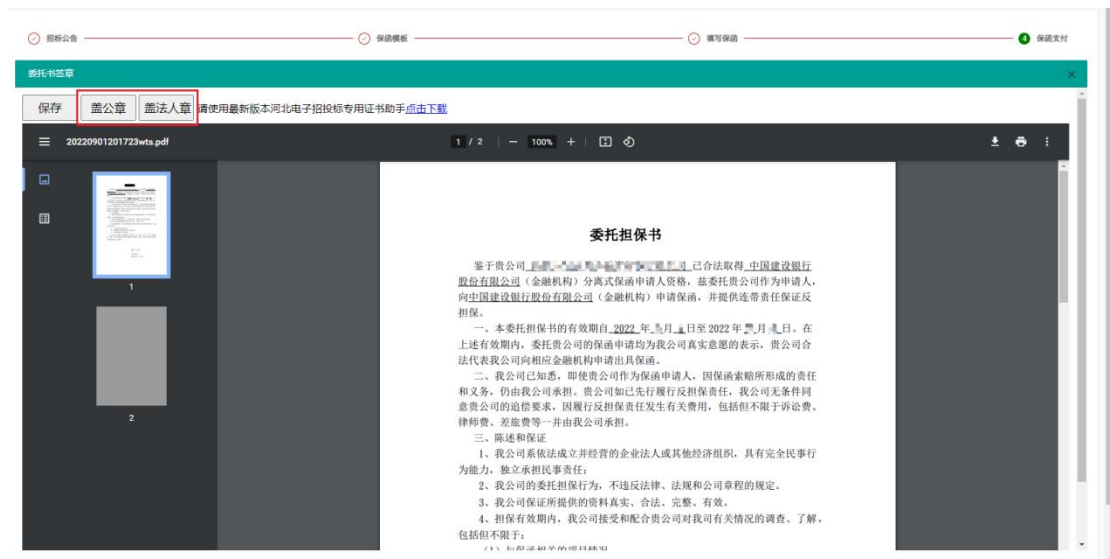 招标公告 保函模板 填写保函 4 保函支付
委托书签章 ×
保存 盖公章 盖法人章 请使用最新版本河北电子招投标专用证书助手点击下载
20220901201723wts.pdf 1 / 2 — 100% +
1
2
委托担保书
鉴于贵公司 已合法取得 中国建设银行
股份有限公司（金融机构）分离式保函申请人资格，兹委托贵公司作为申请人，
向中国建设银行股份有限公司（金融机构）申请保函，并提供连带责任保证反
担保。
一、本委托担保书的有效期自 2022 年 月 日至 2022 年 月 日。在
上述有效期内，委托贵公司的保函申请均为我公司真实意愿的表示，贵公司合
法代表我公司向相应金融机构申请出具保函。
二、我公司已知悉，即使贵公司作为保函申请人，因保函索赔所形成的责任
和义务，仍由我公司承担。贵公司如已先行履行反担保责任，我公司无条件同
意贵公司的追偿要求，因履行反担保责任发生有关费用，包括但不限于诉讼费、
律师费、差旅费等一并由我公司承担。
三、陈述和保证
1、我公司系依法成立并经营的企业法人或其他经济组织，具有完全民事行
为能力，独立承担民事责任；
2、我公司的委托担保行为，不违反法律、法规和公司章程的规定。
3、我公司保证所提供的资料真实、合法、完整、有效。
4、担保有效期内，我公司接受和配合贵公司对我司有关情况的调查、了解，
包括但不限于：
（1）与保函相关的项目情况